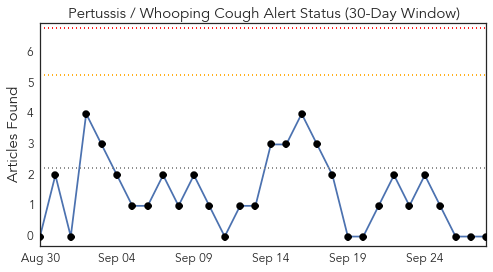 Pertussis / Whooping Cough Alert Status (30-Day Window)
Articles Found
6
5
4
3
2
1
0
Aug 30 Sep 04 Sep 09 Sep 14 Sep 19 Sep 24